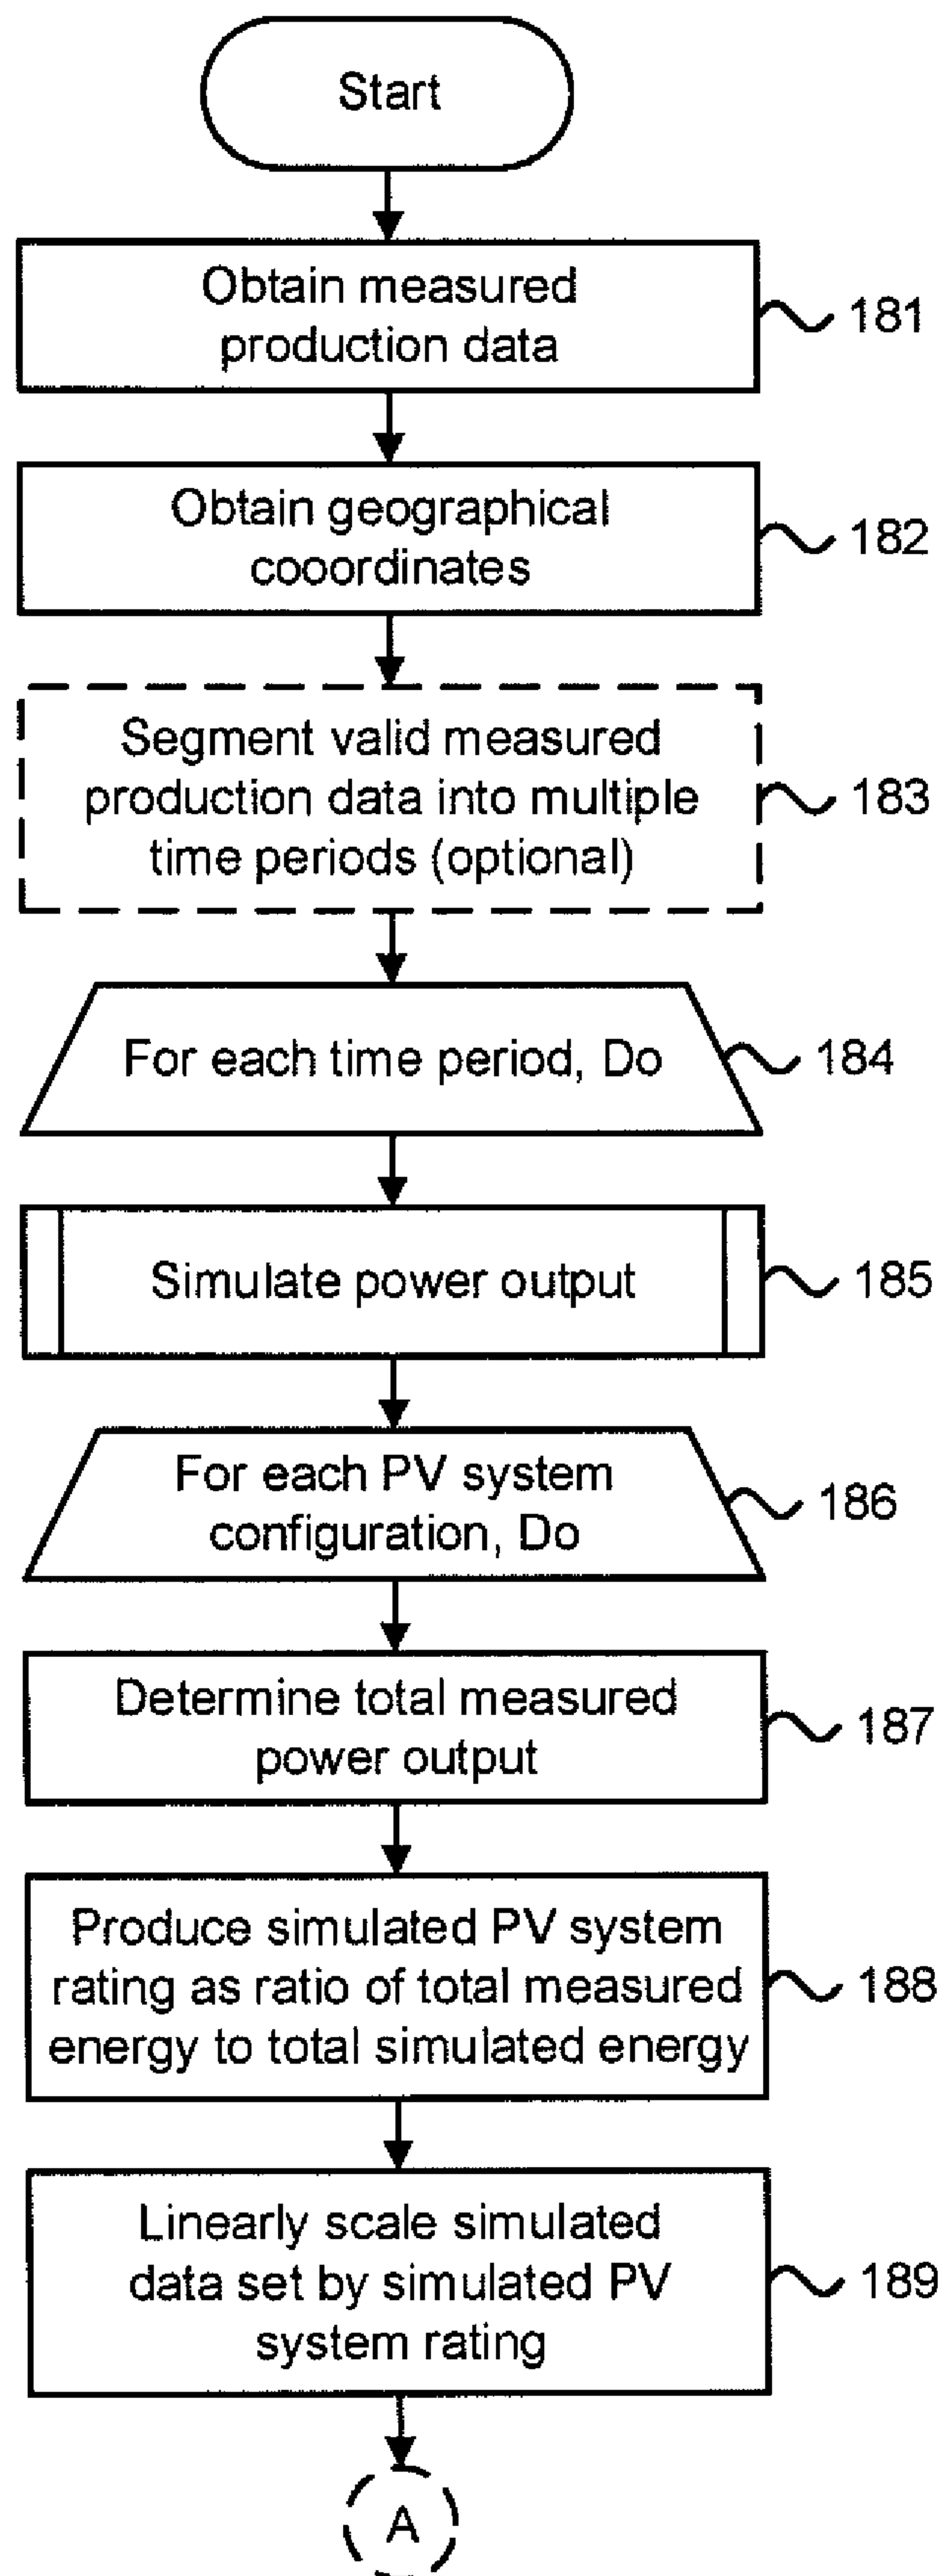 Start
Obtain measured
production data
181
Obtain geographical
cooordinates
182
Segment valid measured
production data into multiple
time periods (optional)
183
For each time period, Do
184
Simulate power output
185
For each PV system
configuration, Do
186
Determine total measured
power output
187
Produce simulated PV system
rating as ratio of total measured
energy to total simulated energy
188
Linearly scale simulated
data set by simulated PV
system rating
189
A